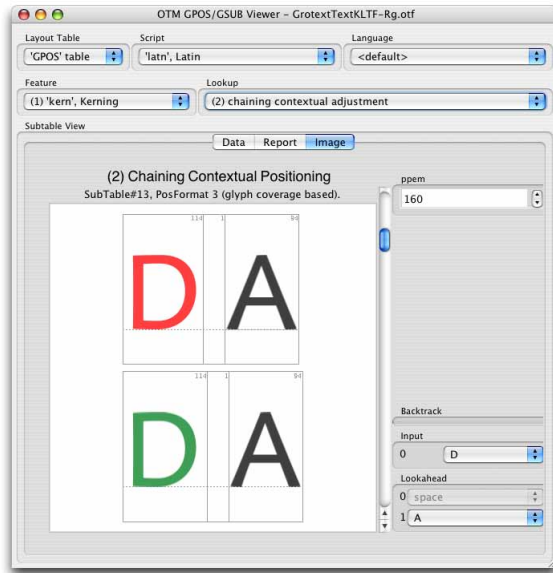 OTM GPOS/GSUB Viewer – GrotextTextKLTF-Rg.otf
Layout Table
Script
Language
'GPOS' table
'latn', Latin
<default>
Feature
Lookup
(1) 'kern', Kerning
(2) chaining contextual adjustment
Subtable View
Data Report Image
(2) Chaining Contextual Positioning
SubTable#13, PosFormat 3 (glyph coverage based).
ppem
160
114 1 94
D A
114 1 94
D A
Backtrack
Input
0 D
Lookahead
0 space
1 A